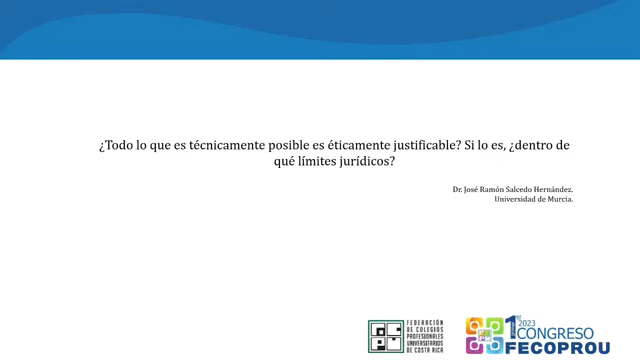 ¿Todo lo que es técnicamente posible es éticamente justificable? Si lo es, ¿dentro de
qué límites jurídicos?
Dr. José Ramón Salcedo Hernández.
Universidad de Murcia.
FEDERACIÓN
DE COLEGIOS
PROFESIONALES
UNIVERSITARIOS
DE COSTA RICA
1er
2023
CONGRESO
FECOPROU